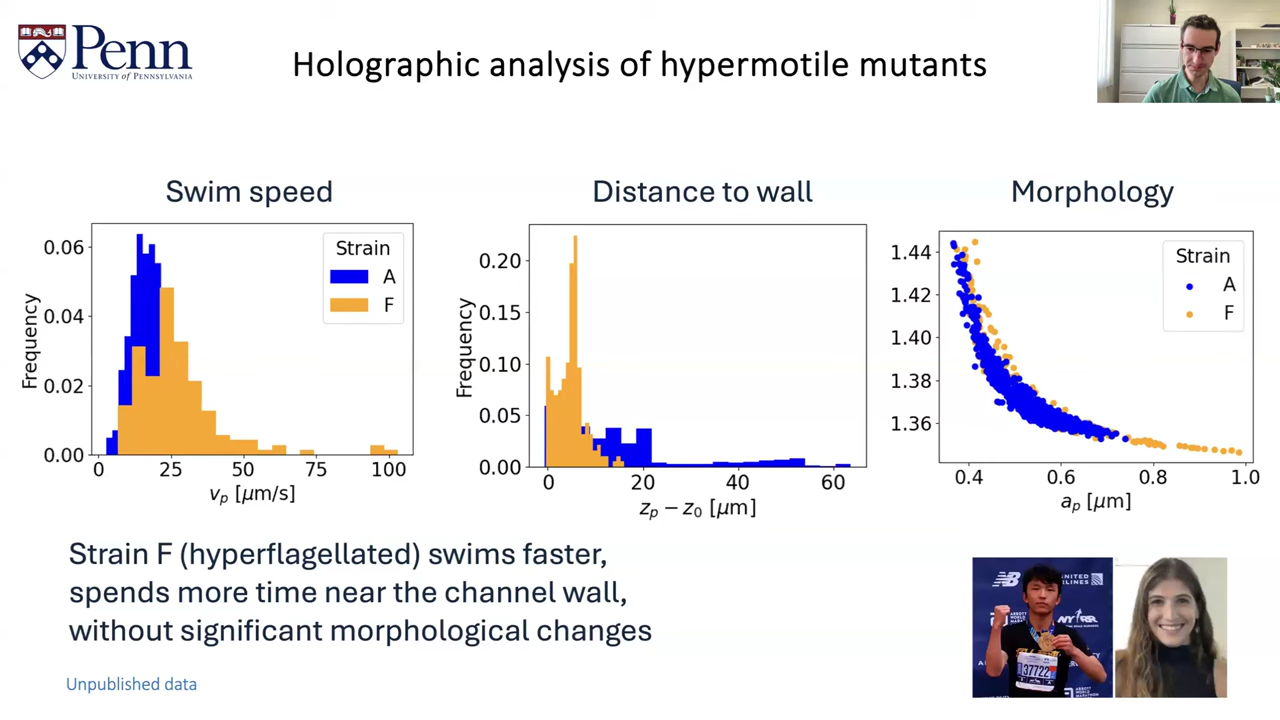 Penn
UNIVERSITY of PENNSYLVANIA
Holographic analysis of hypermotile mutants
Swim speed
Frequency
0.06
0.04
0.02
0.00
0
25
50
75
100
v_p [μm/s]
Strain
A
F
Distance to wall
Frequency
0.20
0.15
0.10
0.05
0.00
0
20
40
60
z_p − z_0 [μm]
Morphology
1.44
1.42
1.40
1.38
1.36
0.4
0.6
0.8
1.0
a_p [μm]
Strain
A
F
Strain F (hyperflagellated) swims faster,
spends more time near the channel wall,
without significant morphological changes
Unpublished data
37722